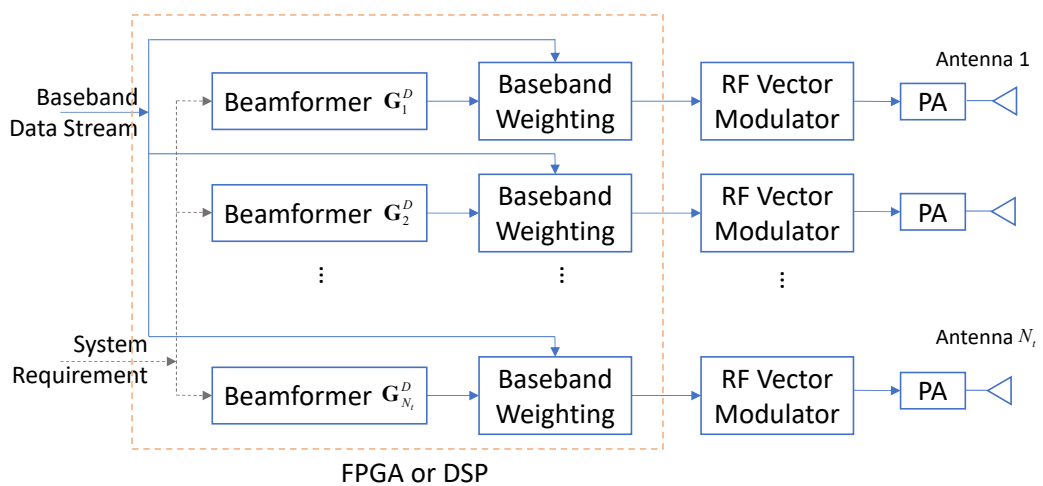 Antenna 1
Baseband
Data Stream
Beamformer G_1^D
Baseband
Weighting
RF Vector
Modulator
PA
Beamformer G_2^D
Baseband
Weighting
RF Vector
Modulator
PA
⋮
⋮
⋮
System
Requirement
Antenna N_t
Beamformer G_{N_t}^D
Baseband
Weighting
RF Vector
Modulator
PA
FPGA or DSP